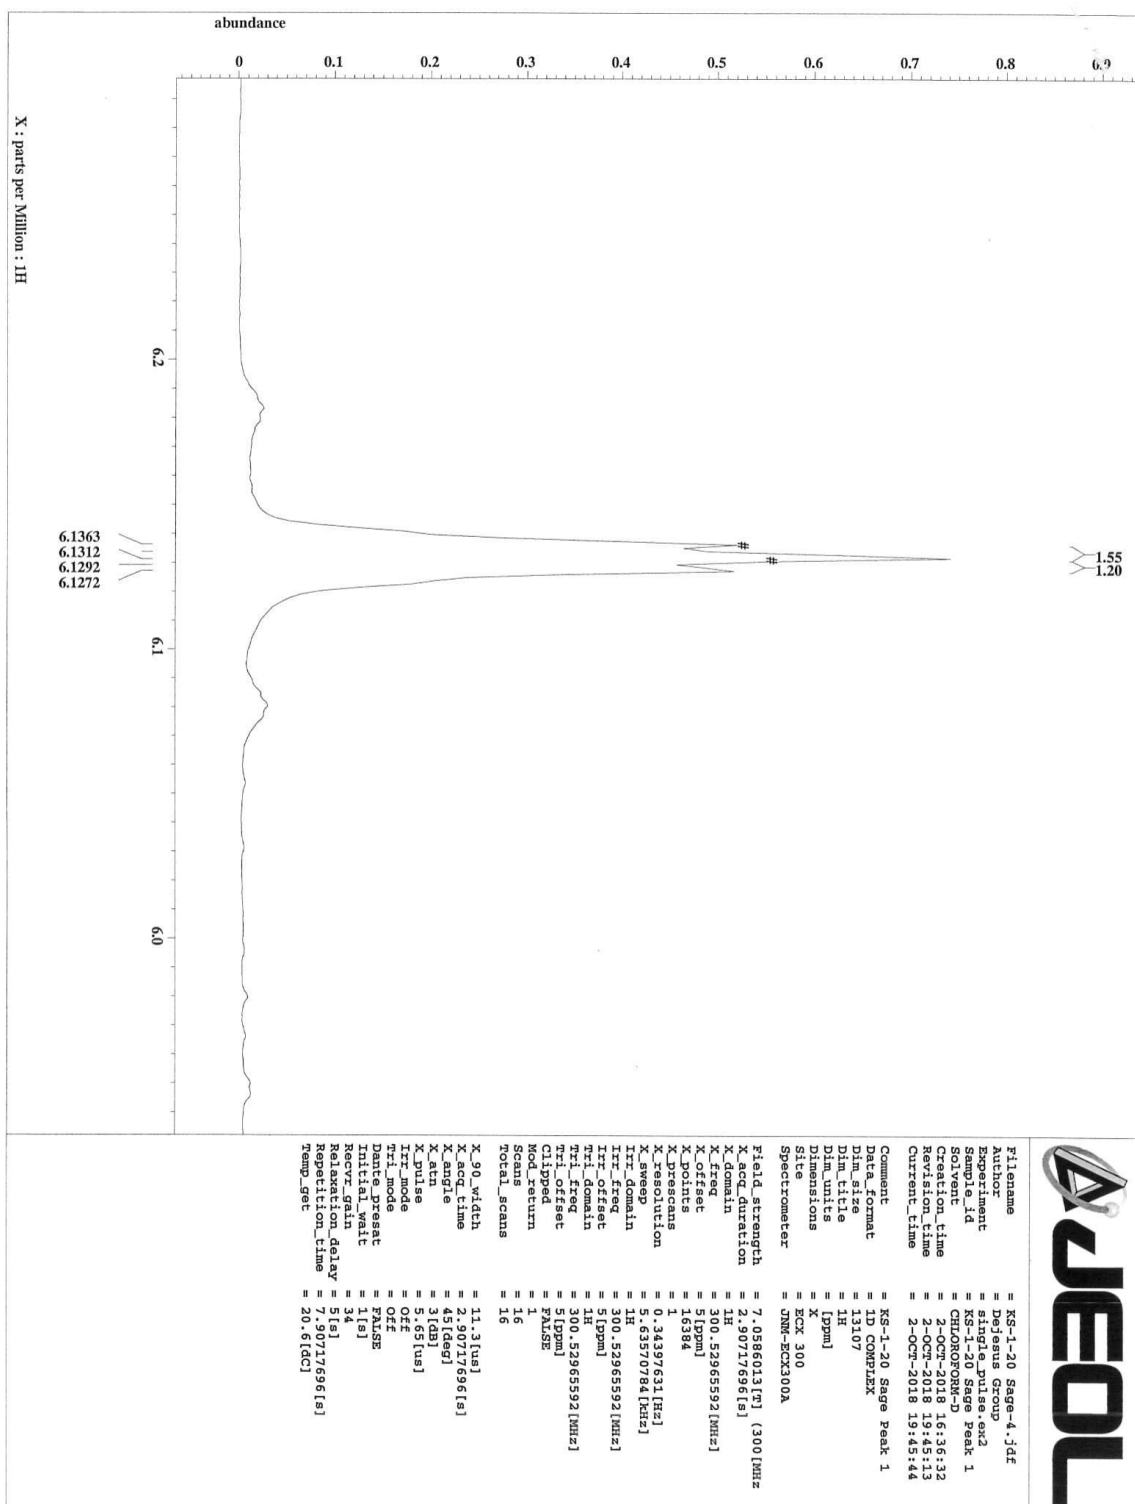 abundance
0 0.1 0.2 0.3 0.4 0.5 0.6 0.7 0.8 0.9
X : parts per Million : 1H
6.2
6.1
6.0
6.1363
6.1312
6.1292
6.1272
1.55
1.20
JEOL
Filename = KS-1-20 Sage-4.jdf
Author = Dejesus Group
Experiment = single_pulse.ex2
Sample_id = KS-1-20 Sage Peak 1
Solvent = CHLOROFORM-D
Creation_time = 2-OCT-2018 16:36:32
Revision_time = 2-OCT-2018 19:45:13
Current_time = 2-OCT-2018 19:45:44
Comment = KS-1-20 Sage Peak 1
Data_format = 1D COMPLEX
Dim_size = 13107
Dim_title = 1H
Dim_units = [ppm]
Dimensions = X
Site = ECX 300
Spectrometer = JNM-ECX300A
Field_strength = 7.0586013[T] (300[MHz
X_acq_duration = 2.90717696[s]
X_domain = 1H
X_freq = 300.52965592[MHz]
X_offset = 5[ppm]
X_points = 16384
X_prescans = 1
X_resolution = 0.34397631[Hz]
X_sweep = 5.63570784[kHz]
Irr_domain = 1H
Irr_freq = 300.52965592[MHz]
Irr_offset = 5[ppm]
Tri_domain = 1H
Tri_freq = 300.52965592[MHz]
Tri_offset = 5[ppm]
Clipped = FALSE
Mod_return = 1
Scans = 16
Total_scans = 16
X_90_width = 11.3[us]
X_acq_time = 2.90717696[s]
X_angle = 45[deg]
X_atn = 3[dB]
X_pulse = 5.65[us]
Irr_mode = Off
Tri_mode = Off
Dante_presat = FALSE
Initial_wait = 1[s]
Recvr_gain = 34
Relaxation_delay = 5[s]
Repetition_time = 7.90717696[s]
Temp_get = 20.6[dC]